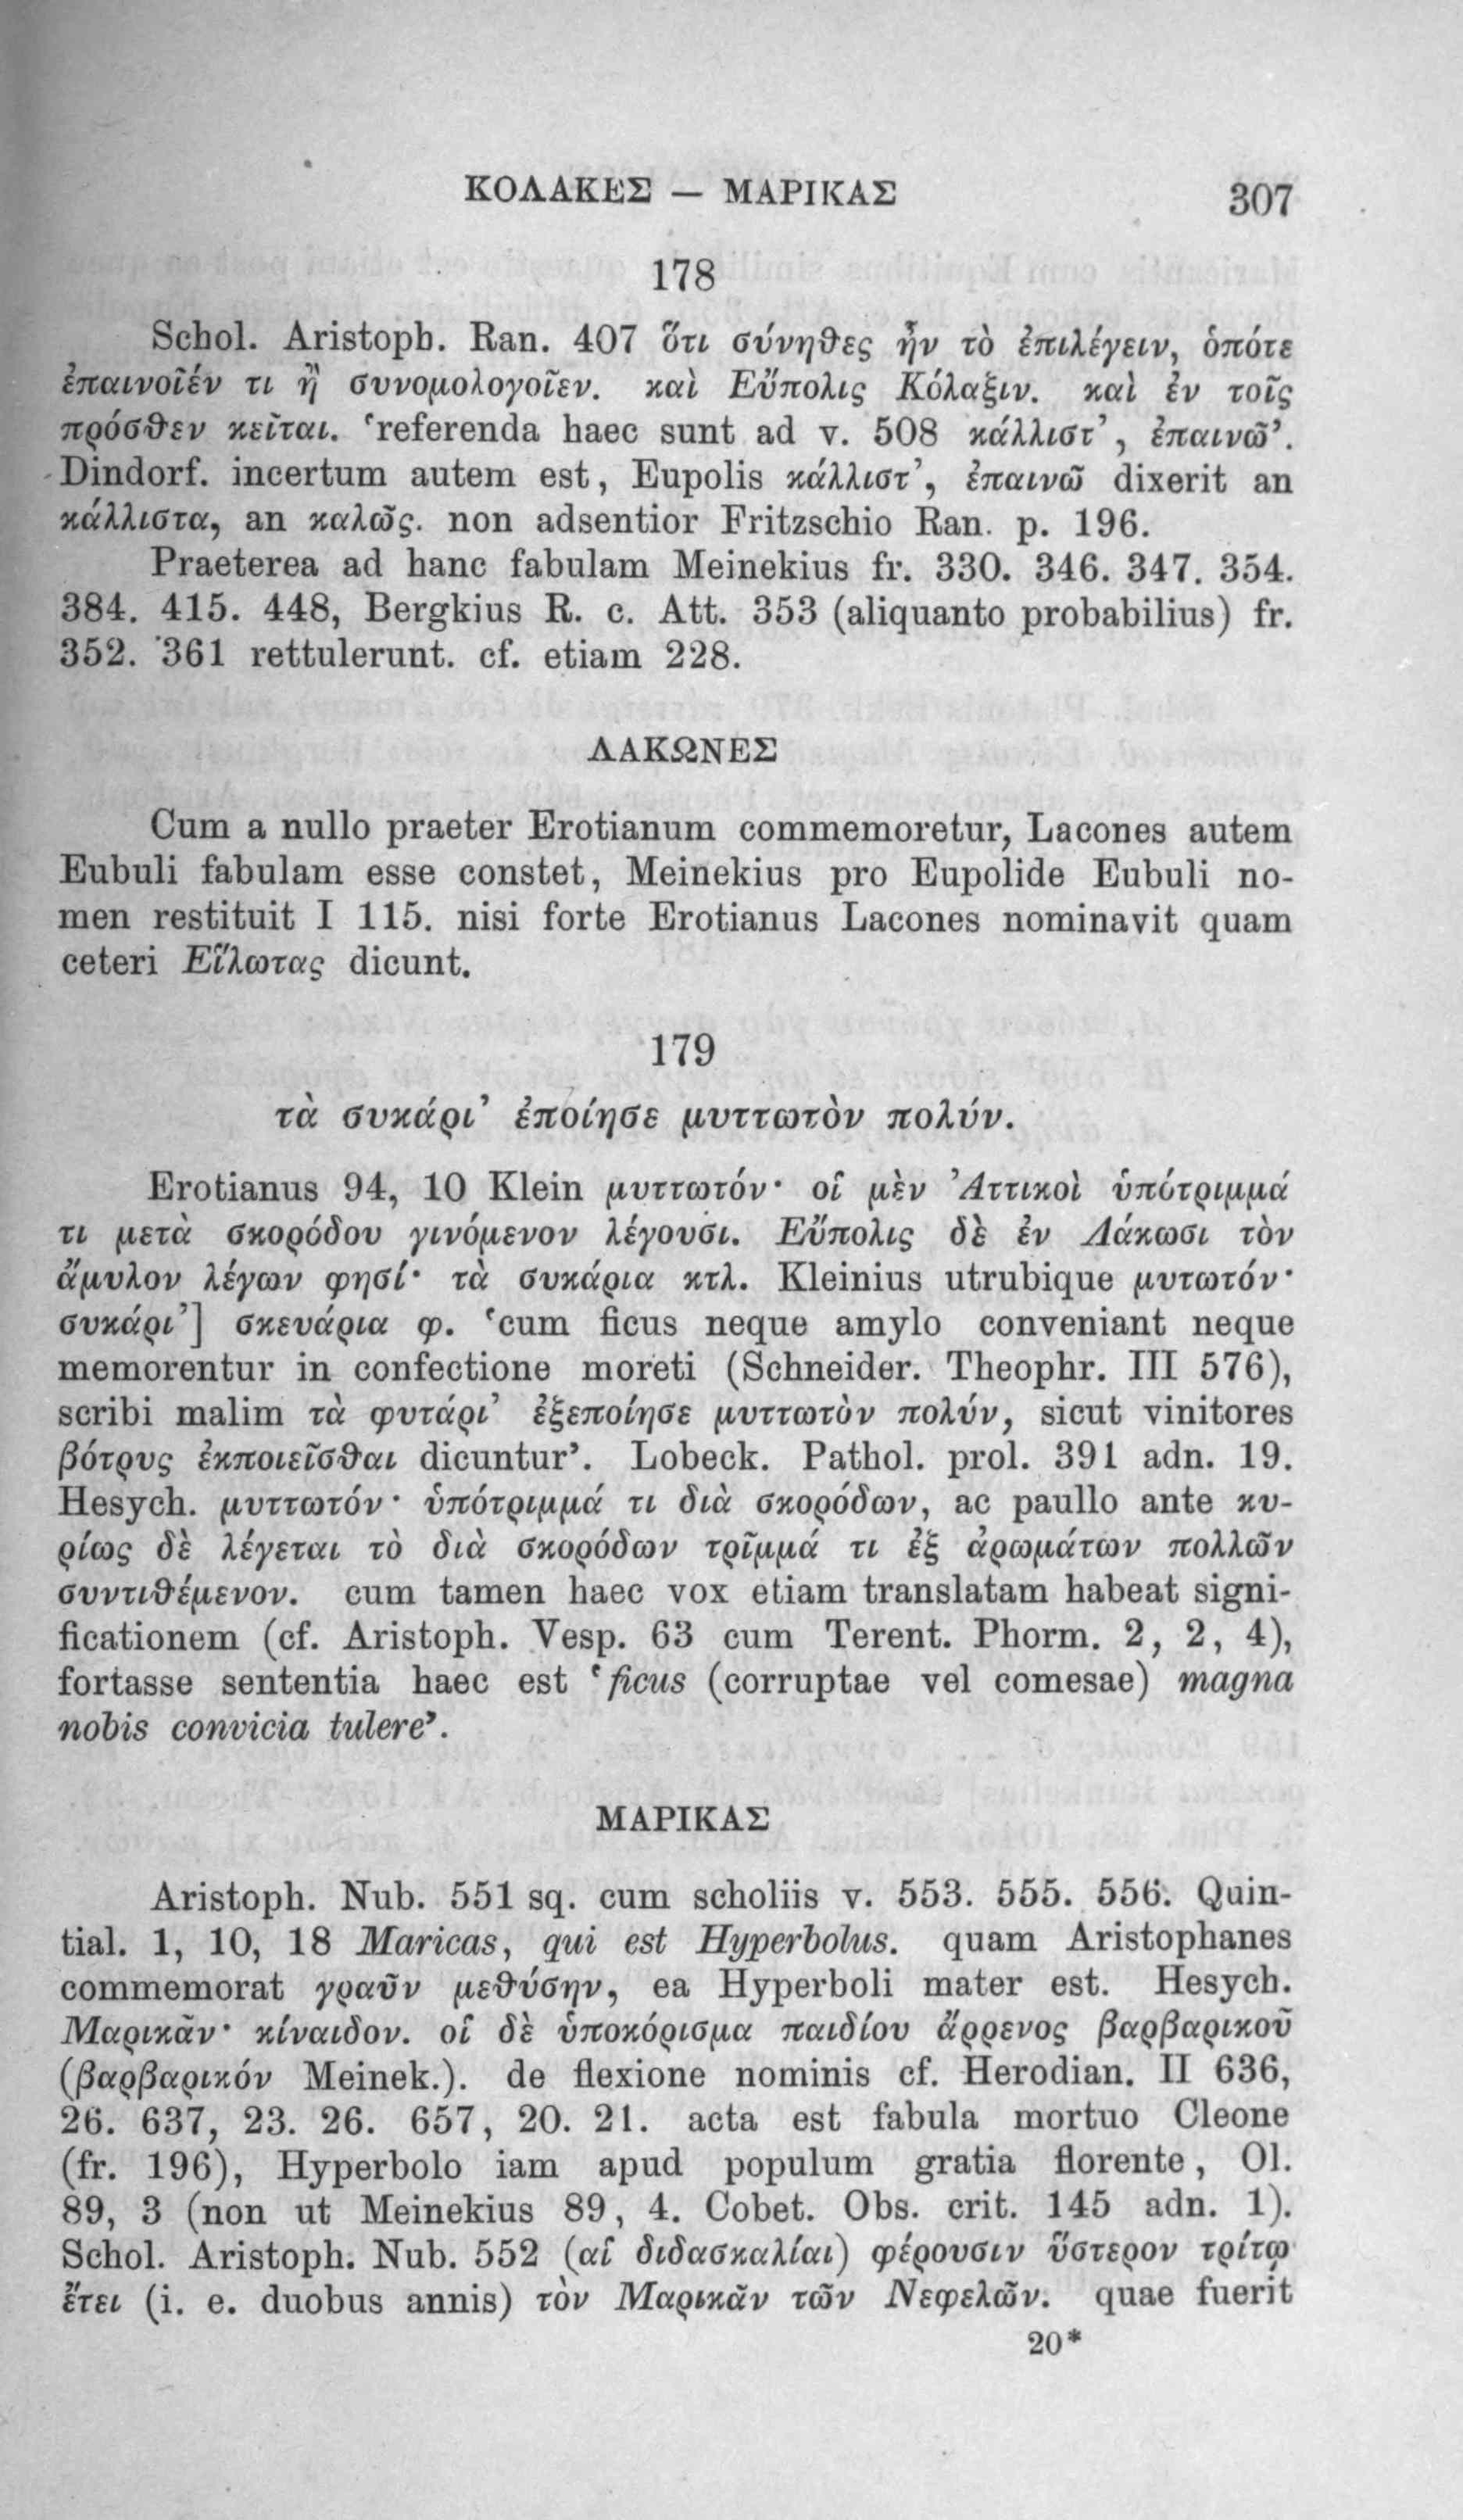 ΚΟΛΑΚΕΣ — ΜΑΡΙΚΑΣ 307
178
Schol. Aristoph. Ran. 407 ὅτι σύνηθες ἦν τὸ ἐπιλέγειν, ὁπότε
ἐπαινοῖέν τι ἢ συνομολογοῖεν. καὶ Εὔπολις Κόλαξιν. καὶ ἐν τοῖς
πρόσθεν κεῖται. ‘referenda haec sunt ad v. 508 κάλλιστ’, ἐπαινῶ’.
Dindorf. incertum autem est, Eupolis κάλλιστ’, ἐπαινῶ dixerit an
κάλλιστα, an καλῶς. non adsentior Fritzschio Ran. p. 196.
Praeterea ad hanc fabulam Meinekius fr. 330. 346. 347. 354.
384. 415. 448, Bergkius R. c. Att. 353 (aliquanto probabilius) fr.
352. 361 rettulerunt. cf. etiam 228.
ΛΑΚΩΝΕΣ
Cum a nullo praeter Erotianum commemoretur, Lacones autem
Eubuli fabulam esse constet, Meinekius pro Eupolide Eubuli no-
men restituit I 115. nisi forte Erotianus Lacones nominavit quam
ceteri Εἵλωτας dicunt.
179
τὰ συκάρι’ ἐποίησε μυττωτὸν πολύν.
Erotianus 94, 10 Klein μυττωτόν· οἱ μὲν Ἀττικοὶ ὑπότριμμά
τι μετὰ σκορόδου γινόμενον λέγουσι. Εὔπολις δὲ ἐν Λάκωσι τὸν
ἄμυλον λέγων φησί· τὰ συκάρια κτλ. Kleinius utrubique μυτωτόν·
συκάρι’] σκευάρια φ. ‘cum ficus neque amylo conveniant neque
memorentur in confectione moreti (Schneider. Theophr. III 576),
scribi malim τὰ φυτάρι’ ἐξεποίησε μυττωτὸν πολύν, sicut vinitores
βότρυς ἐκποιεῖσθαι dicuntur’. Lobeck. Pathol. prol. 391 adn. 19.
Hesych. μυττωτόν· ὑπότριμμά τι διὰ σκορόδων, ac paullo ante κυ-
ρίως δὲ λέγεται τὸ διὰ σκορόδων τρῖμμά τι ἐξ ἀρωμάτων πολλῶν
συντιθέμενον. cum tamen haec vox etiam translatam habeat signi-
ficationem (cf. Aristoph. Vesp. 63 cum Terent. Phorm. 2, 2, 4),
fortasse sententia haec est ‘ficus (corruptae vel comesae) magna
nobis convicia tulere’.
ΜΑΡΙΚΑΣ
Aristoph. Nub. 551 sq. cum scholiis v. 553. 555. 556. Quin-
tial. 1, 10, 18 Maricas, qui est Hyperbolus. quam Aristophanes
commemorat γραῦν μεθύσην, ea Hyperboli mater est. Hesych.
Μαρικᾶν· κίναιδον. οἱ δὲ ὑποκόρισμα παιδίου ἄρρενος βαρβαρικοῦ
(βαρβαρικόν Meinek.). de flexione nominis cf. Herodian. II 636,
26. 637, 23. 26. 657, 20. 21. acta est fabula mortuo Cleone
(fr. 196), Hyperbolo iam apud populum gratia florente, Ol.
89, 3 (non ut Meinekius 89, 4. Cobet. Obs. crit. 145 adn. 1).
Schol. Aristoph. Nub. 552 (αἱ διδασκαλίαι) φέρουσιν ὕστερον τρίτῳ
ἔτει (i. e. duobus annis) τὸν Μαρικᾶν τῶν Νεφελῶν. quae fuerit
20*